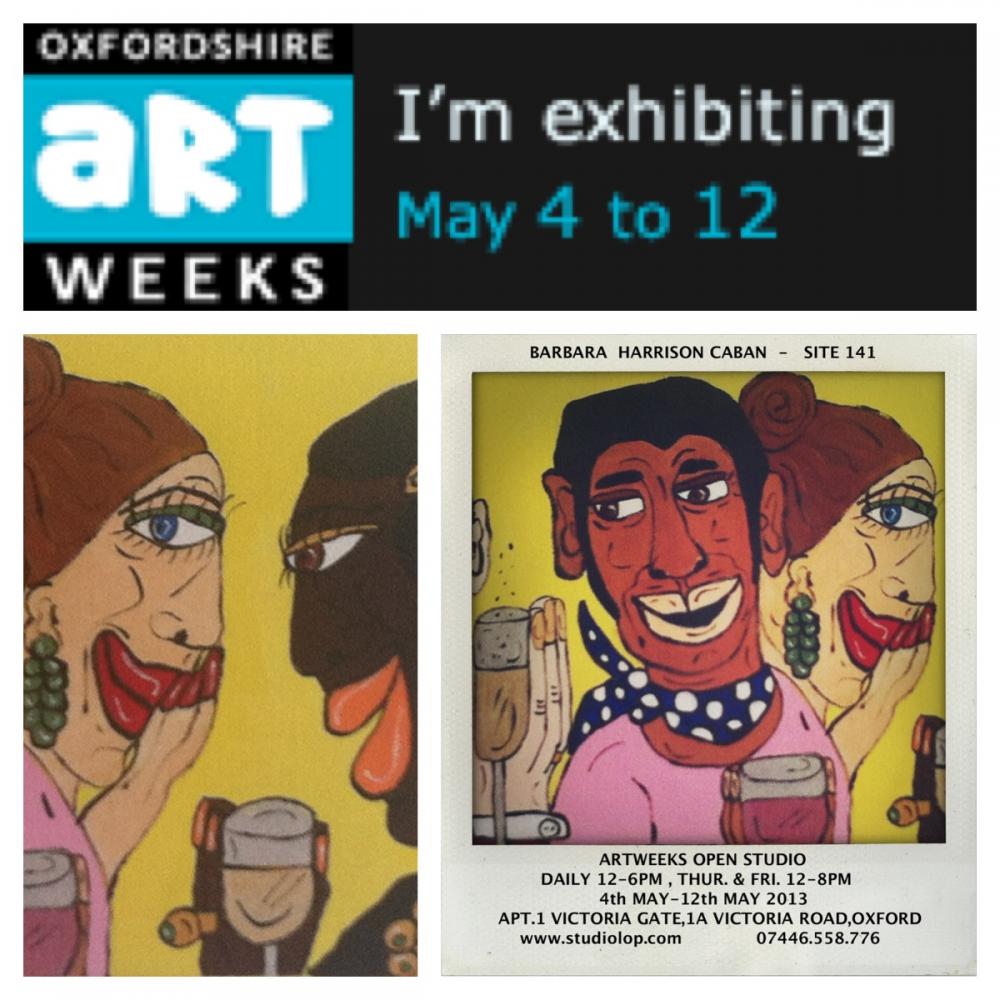 OXFORDSHIRE
aRT
WEEKS
I'm exhibiting
May 4 to 12
BARBARA HARRISON CABAN - SITE 141
ARTWEEKS OPEN STUDIO
DAILY 12-6PM , THUR. & FRI. 12-8PM
4th MAY-12th MAY 2013
APT.1 VICTORIA GATE,1A VICTORIA ROAD,OXFORD
www.studiolop.com 07446.558.776